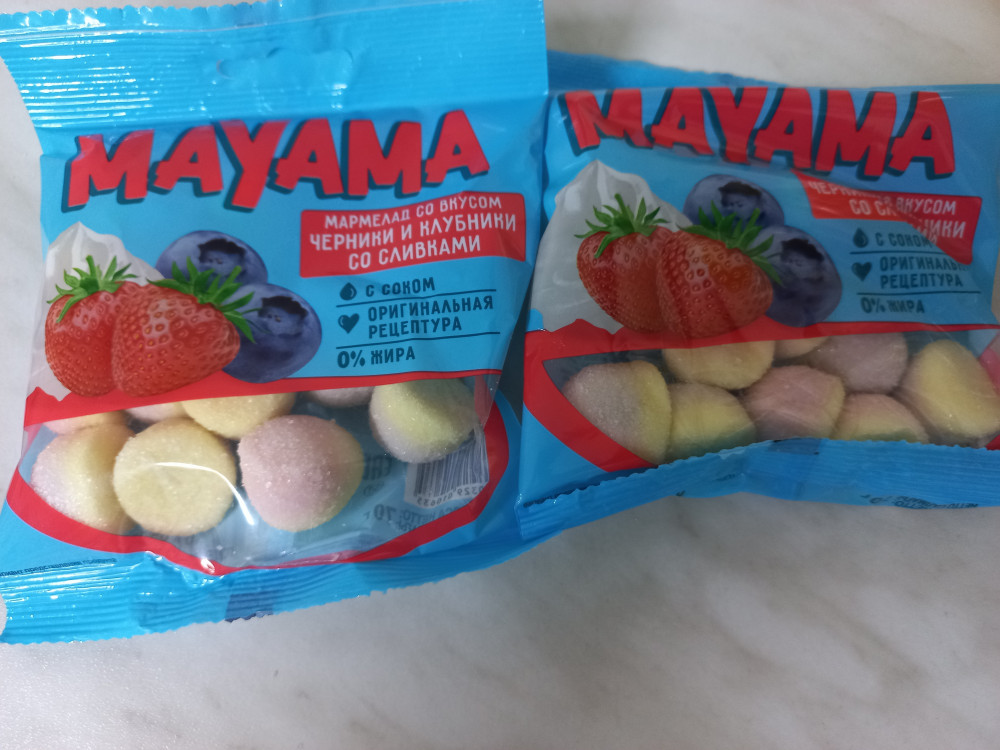 MAYAMA
МАРМЕЛАД СО ВКУСОМ
ЧЕРНИКИ И КЛУБНИКИ
СО СЛИВКАМИ
С СОКОМ
ОРИГИНАЛЬНАЯ
РЕЦЕПТУРА
0% ЖИРА
MAYAMA
ВКУСОМ
СО
С СОКОМ
РЕЦЕПТУРА
0% ЖИРА